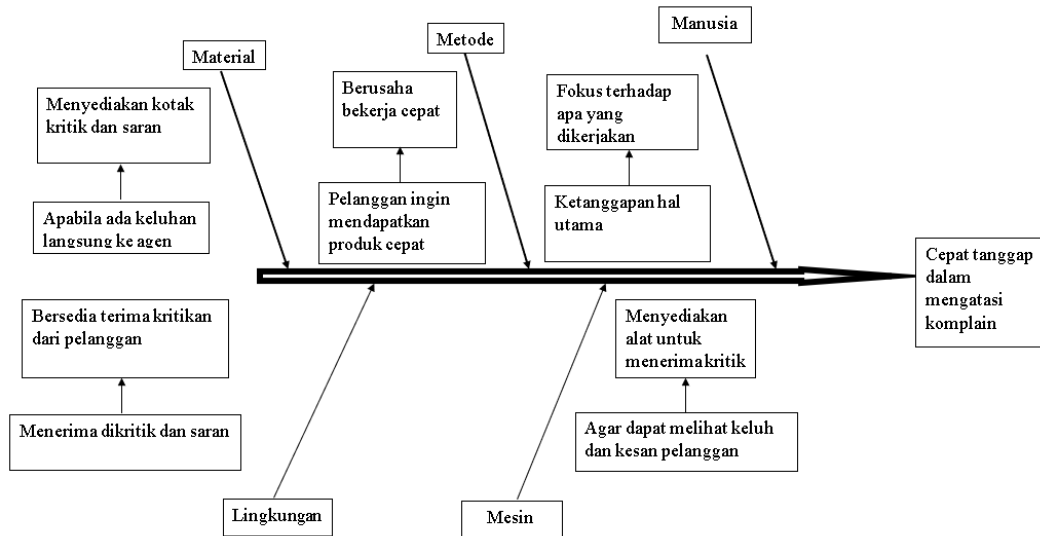 Material
Metode
Manusia
Menyediakan kotak
kritik dan saran
Berusaha
bekerja cepat
Fokus terhadap
apa yang
dikerjakan
Apabila ada keluhan
langsung ke agen
Pelanggan ingin
mendapatkan
produk cepat
Ketanggapan hal
utama
Cepat tanggap
dalam
mengatasi
komplain
Bersedia terima kritikan
dari pelanggan
Menyediakan
alat untuk
menerima kritik
Menerima dikritik dan saran
Agar dapat melihat keluh
dan kesan pelanggan
Lingkungan
Mesin